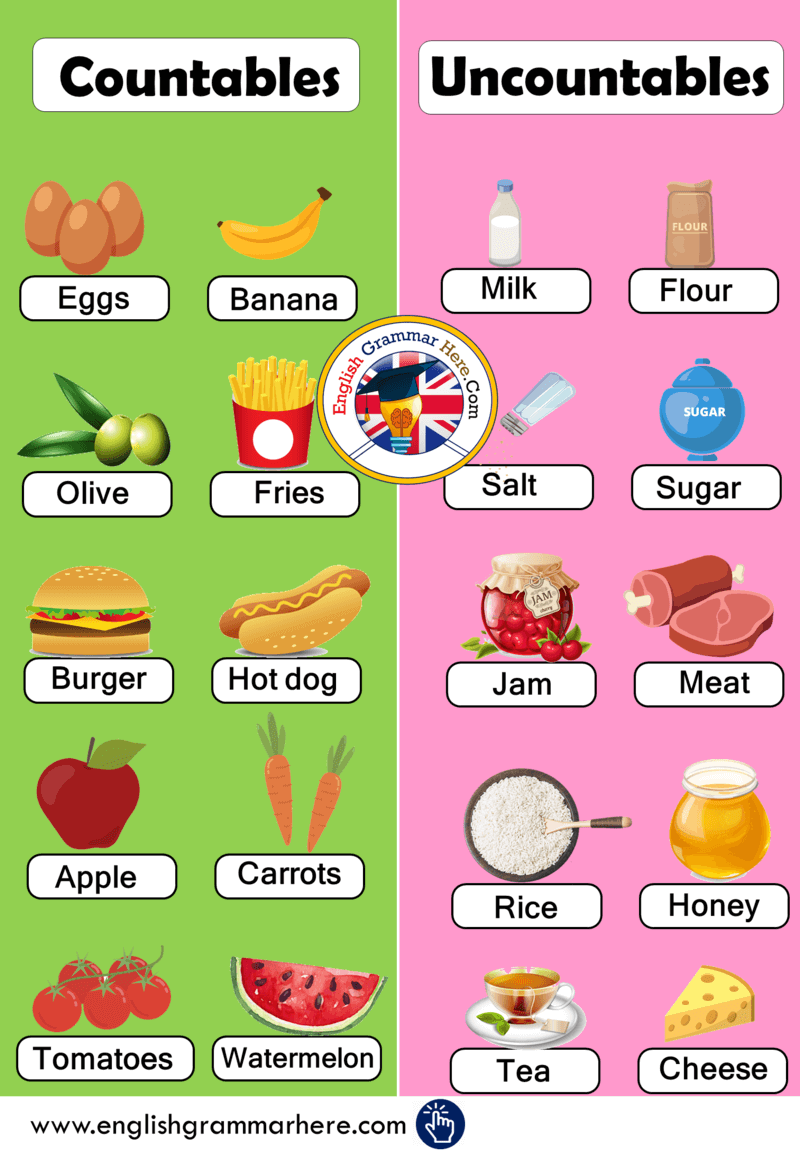 Countables
Uncountables
Eggs
Banana
Milk
FLOUR
Flour
English Grammar Here.Com
Olive
Fries
Salt
SUGAR
Sugar
Burger
Hot dog
JAM
cherry
Jam
Meat
Apple
Carrots
Rice
Honey
Tomatoes
Watermelon
Tea
Cheese
www.englishgrammarhere.com